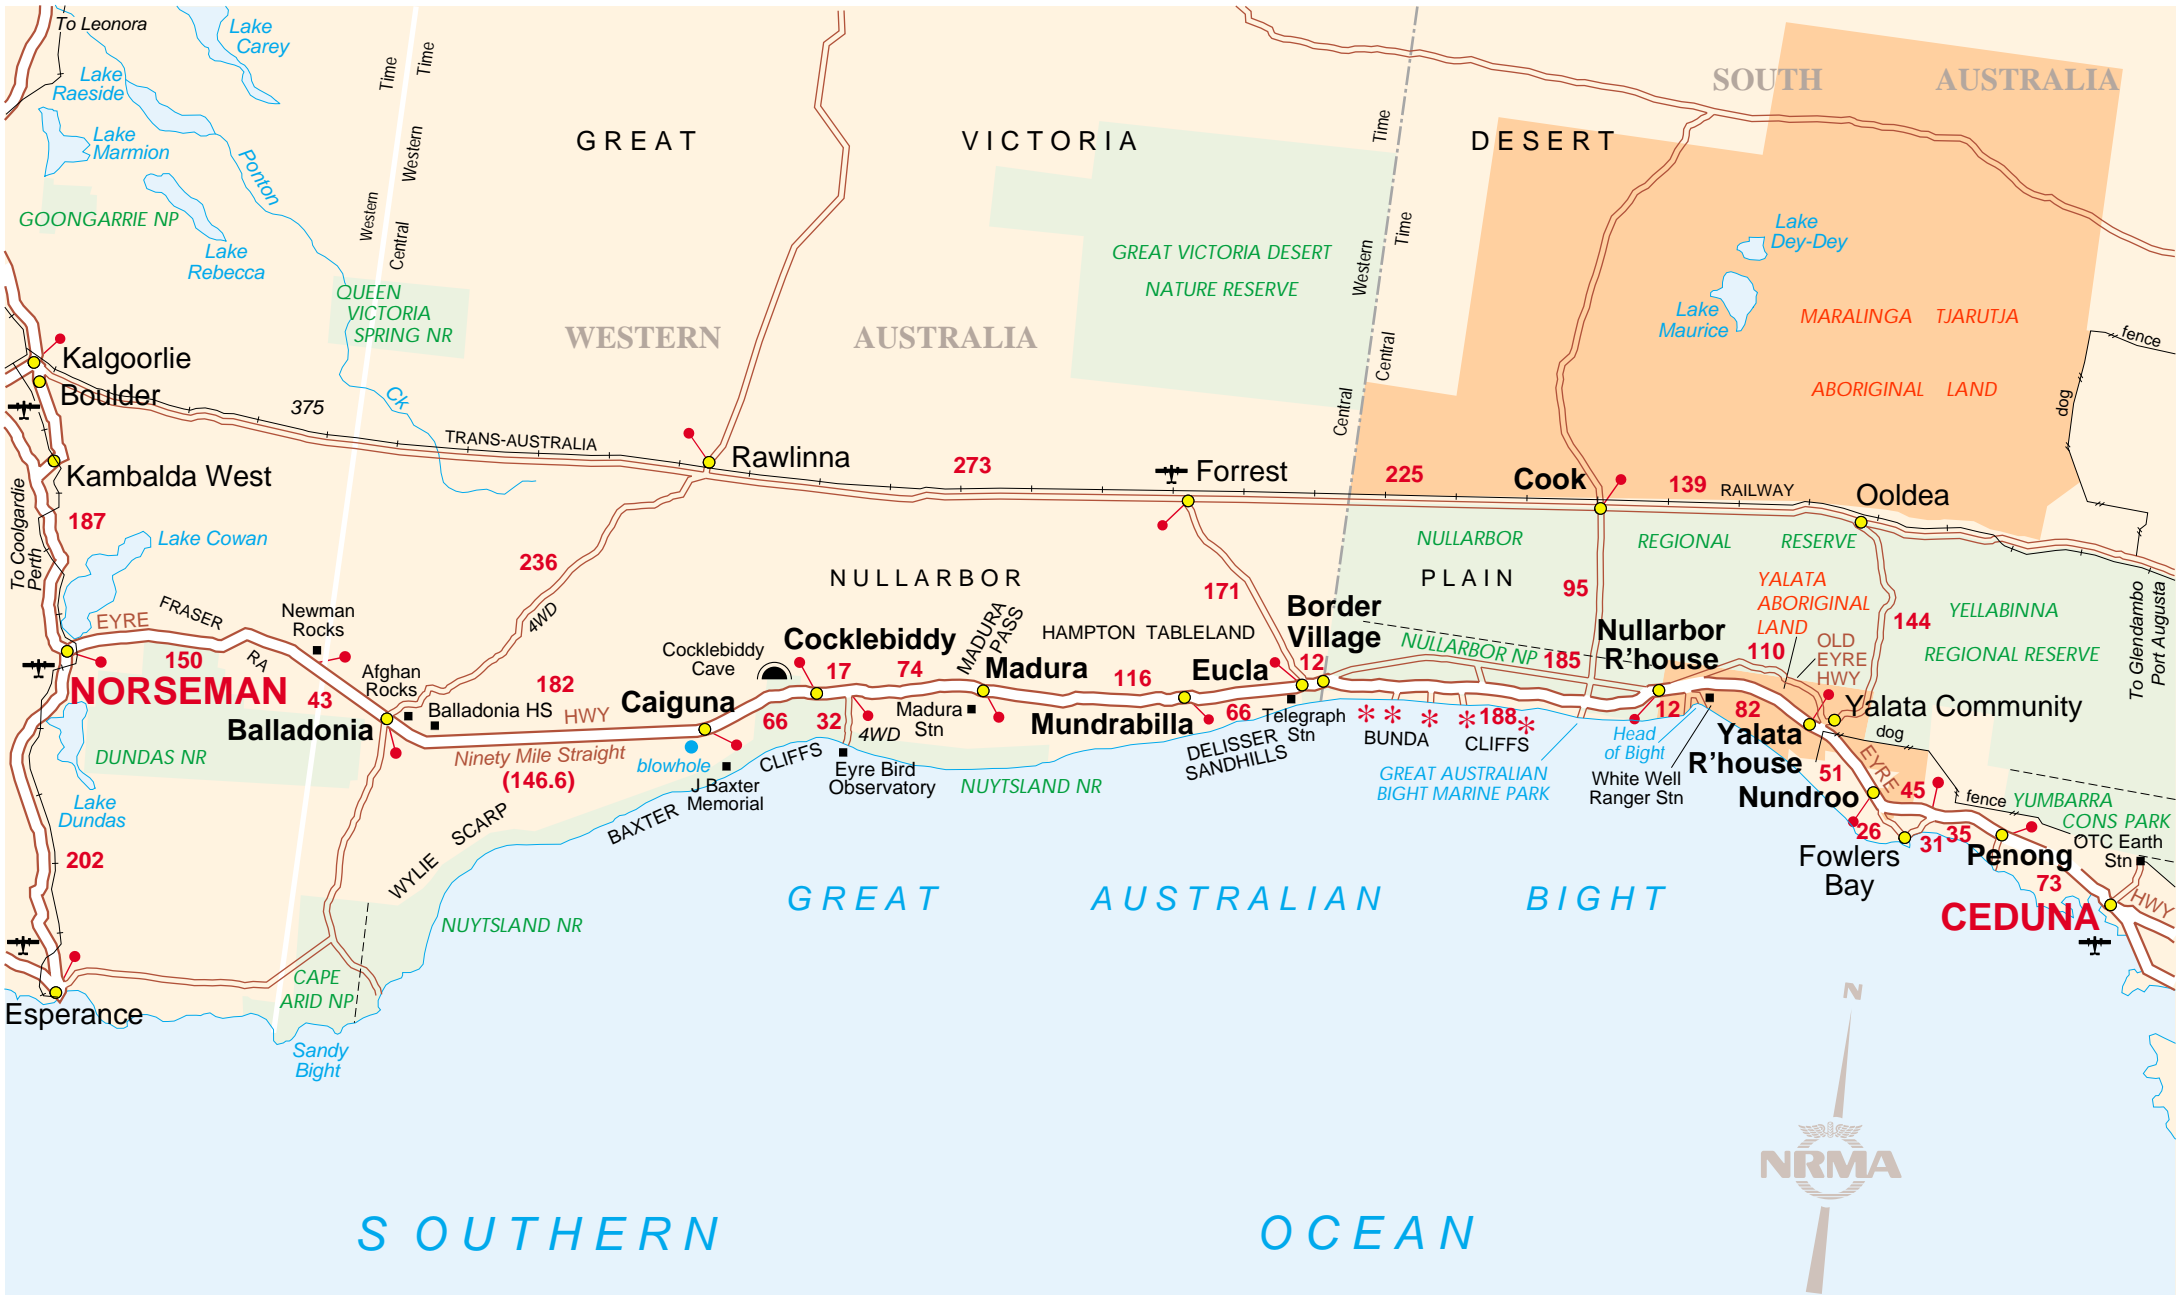 To Leonora
Lake
Carey
Time
Time
Lake
Raeside
SOUTH AUSTRALIA
Lake
Marmion
Ponton
Western
Western
Central
GREAT VICTORIA DESERT
Time
Time
GOONGARRIE NP
Lake
Rebecca
Lake
Dey-Dey
GREAT VICTORIA DESERT
NATURE RESERVE
Western
Central
Central
QUEEN
VICTORIA
SPRING NR
WESTERN AUSTRALIA
Lake
Maurice
MARALINGA TJARUTJA
ABORIGINAL LAND
fence
dog
Kalgoorlie
Boulder
375
Ck
TRANS-AUSTRALIA
Rawlinna
273
Forrest
225
Cook
139
RAILWAY
Ooldea
Kambalda West
To Coolgardie
Perth
187
Lake Cowan
236
4WD
NULLARBOR PLAIN
171
NULLARBOR REGIONAL RESERVE
95
YALATA
ABORIGINAL
LAND
144
YELLABINNA
REGIONAL RESERVE
To Glendambo
Port Augusta
EYRE
FRASER
RA
Newman
Rocks
150
NORSEMAN
43
Afghan
Rocks
Balladonia
Balladonia HS
182
HWY
Ninety Mile Straight
(146.6)
Caiguna
blowhole
Cocklebiddy
Cave
Cocklebiddy
17
74
66
32
4WD
MADURA
PASS
Madura
Madura
Stn
HAMPTON TABLELAND
116
Mundrabilla
Eucla
66
12
Border
Village
Telegraph
Stn
DELISSER
SANDHILLS
NULLARBOR NP
185
188
BUNDA CLIFFS
Nullarbor
R'house
110
OLD
EYRE
HWY
12
82
Head
of Bight
GREAT AUSTRALIAN
BIGHT MARINE PARK
White Well
Ranger Stn
Yalata Community
Yalata
R'house
dog
fence
EYRE
51
45
Nundroo
26
31
35
Fowlers
Bay
Penong
YUMBARRA
CONS PARK
OTC Earth
Stn
73
CEDUNA
HWY
DUNDAS NR
Lake
Dundas
202
WYLIE SCARP
BAXTER CLIFFS
J Baxter
Memorial
Eyre Bird
Observatory
NUYTSLAND NR
NUYTSLAND NR
GREAT AUSTRALIAN BIGHT
CAPE
ARID NP
Esperance
Sandy
Bight
N
NRMA
SOUTHERN OCEAN